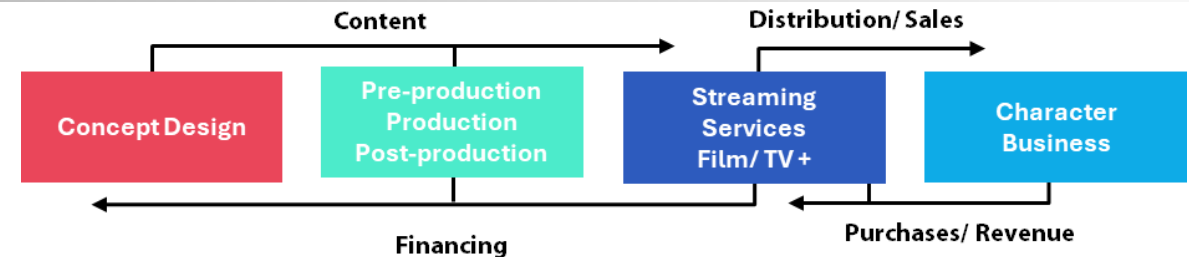 Content
Distribution/ Sales
Concept Design
Pre-production
Production
Post-production
Streaming
Services
Film/ TV +
Character
Business
Financing
Purchases/ Revenue